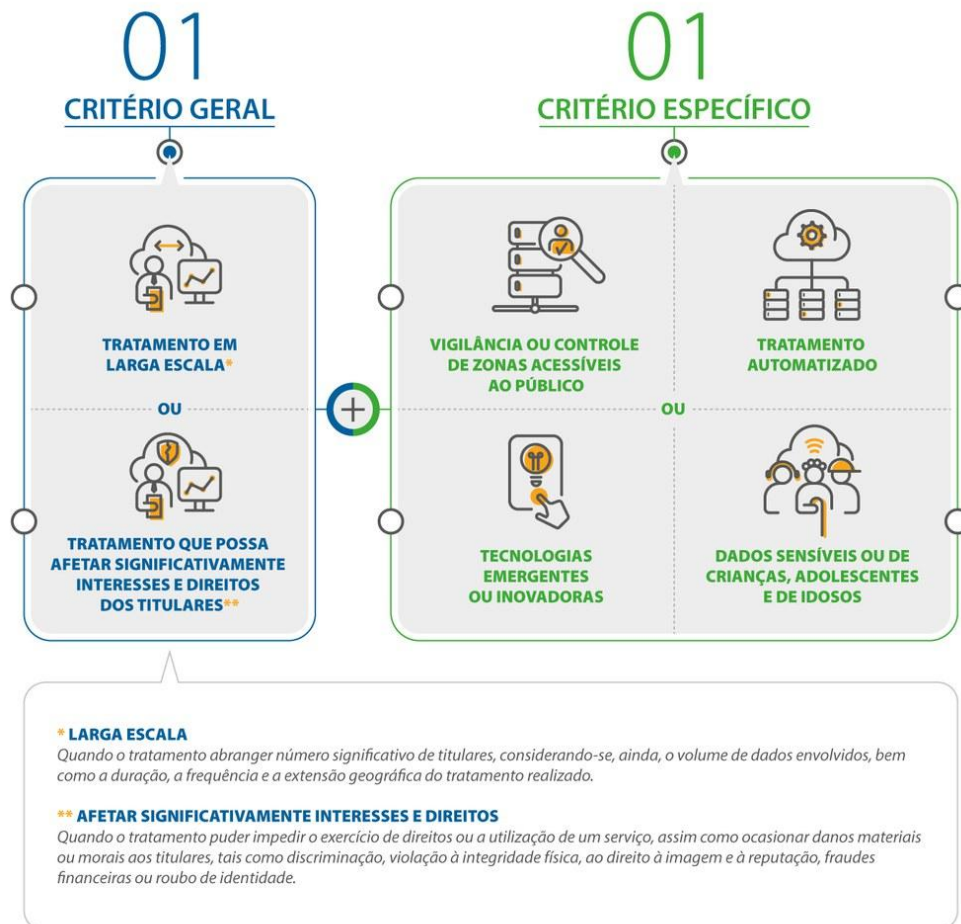 01
CRITÉRIO GERAL
TRATAMENTO EM
LARGA ESCALA*
OU
TRATAMENTO QUE POSSA
AFETAR SIGNIFICATIVAMENTE
INTERESSES E DIREITOS
DOS TITULARES**
+
01
CRITÉRIO ESPECÍFICO
VIGILÂNCIA OU CONTROLE
DE ZONAS ACESSÍVEIS
AO PÚBLICO
TRATAMENTO
AUTOMATIZADO
OU
TECNOLOGIAS
EMERGENTES
OU INOVADORAS
DADOS SENSÍVEIS OU DE
CRIANÇAS, ADOLESCENTES
E DE IDOSOS
* LARGA ESCALA
Quando o tratamento abranger número significativo de titulares, considerando-se, ainda, o volume de dados envolvidos, bem
como a duração, a frequência e a extensão geográfica do tratamento realizado.
** AFETAR SIGNIFICATIVAMENTE INTERESSES E DIREITOS
Quando o tratamento puder impedir o exercício de direitos ou a utilização de um serviço, assim como ocasionar danos materiais
ou morais aos titulares, tais como discriminação, violação à integridade física, ao direito à imagem e à reputação, fraudes
financeiras ou roubo de identidade.